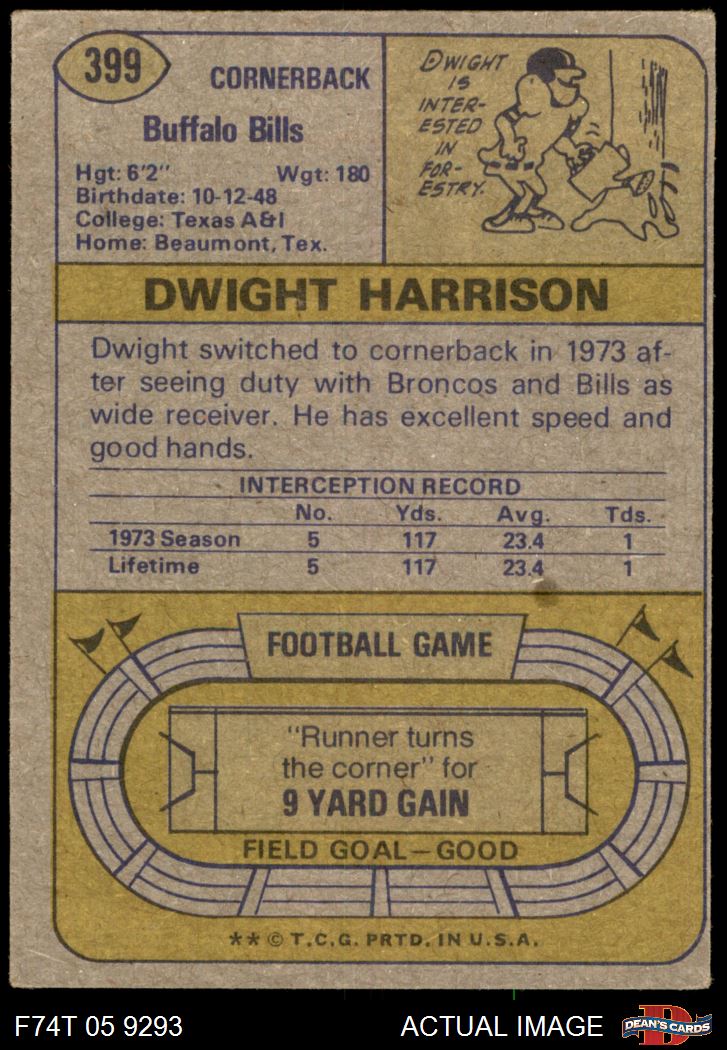 399
CORNERBACK
Buffalo Bills
Hgt: 6'2" Wgt: 180
Birthdate: 10-12-48
College: Texas A&I
Home: Beaumont, Tex.
DWIGHT
IS
INTER-
ESTED
IN
FOR-
ESTRY.
DWIGHT HARRISON
Dwight switched to cornerback in 1973 af-
ter seeing duty with Broncos and Bills as
wide receiver. He has excellent speed and
good hands.
INTERCEPTION RECORD
No. Yds. Avg. Tds.
1973 Season 5 117 23.4 1
Lifetime 5 117 23.4 1
FOOTBALL GAME
"Runner turns
the corner" for
9 YARD GAIN
FIELD GOAL—GOOD
** © T.C.G. PRTD. IN U.S.A.
F74T 05 9293 ACTUAL IMAGE
D
DEAN'S CARDS